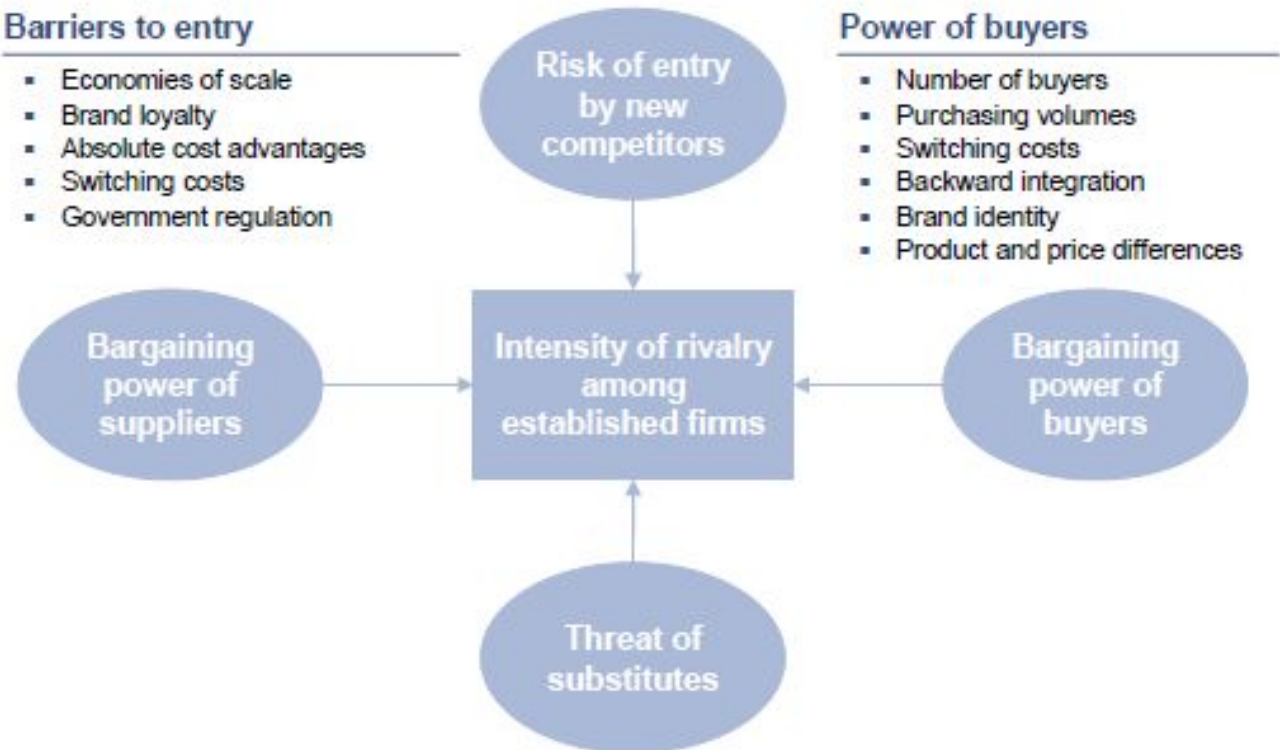 Barriers to entry
Economies of scale
Brand loyalty
Absolute cost advantages
Switching costs
Government regulation
Risk of entry
by new
competitors
Power of buyers
Number of buyers
Purchasing volumes
Switching costs
Backward integration
Brand identity
Product and price differences
Bargaining
power of
suppliers
Intensity of rivalry
among
established firms
Bargaining
power of
buyers
Threat of
substitutes